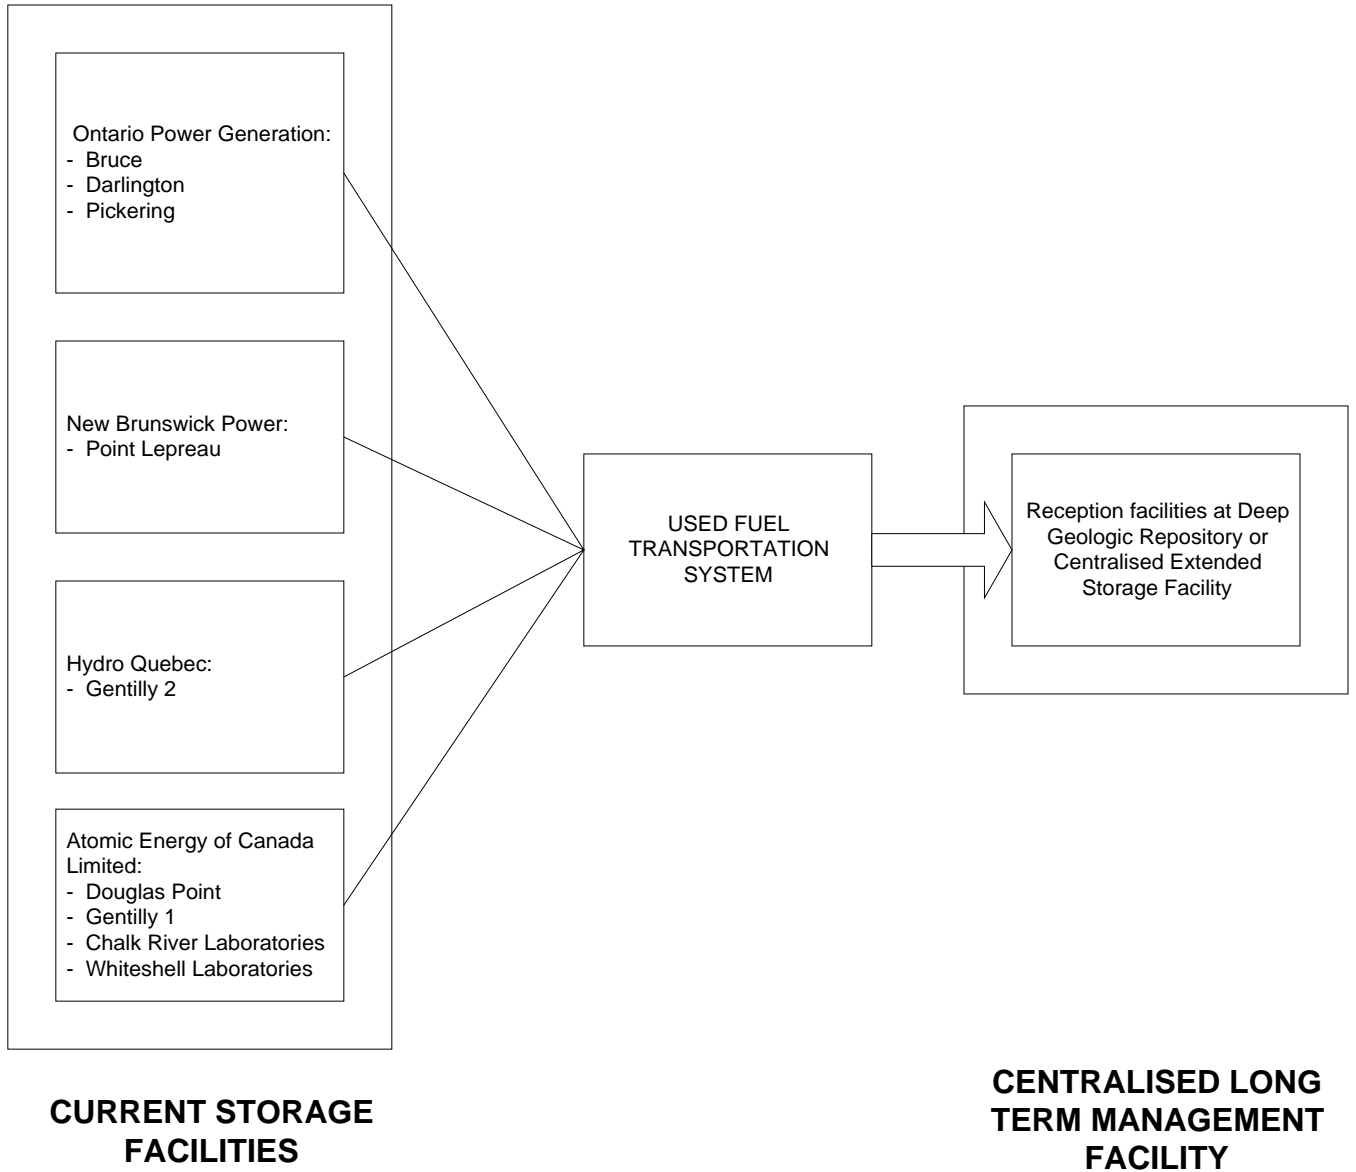 Ontario Power Generation:
- Bruce
- Darlington
- Pickering
New Brunswick Power:
- Point Lepreau
Hydro Quebec:
- Gentilly 2
Atomic Energy of Canada
Limited:
- Douglas Point
- Gentilly 1
- Chalk River Laboratories
- Whiteshell Laboratories
USED FUEL
TRANSPORTATION
SYSTEM
Reception facilities at Deep
Geologic Repository or
Centralised Extended
Storage Facility
CURRENT STORAGE
FACILITIES
CENTRALISED LONG
TERM MANAGEMENT
FACILITY